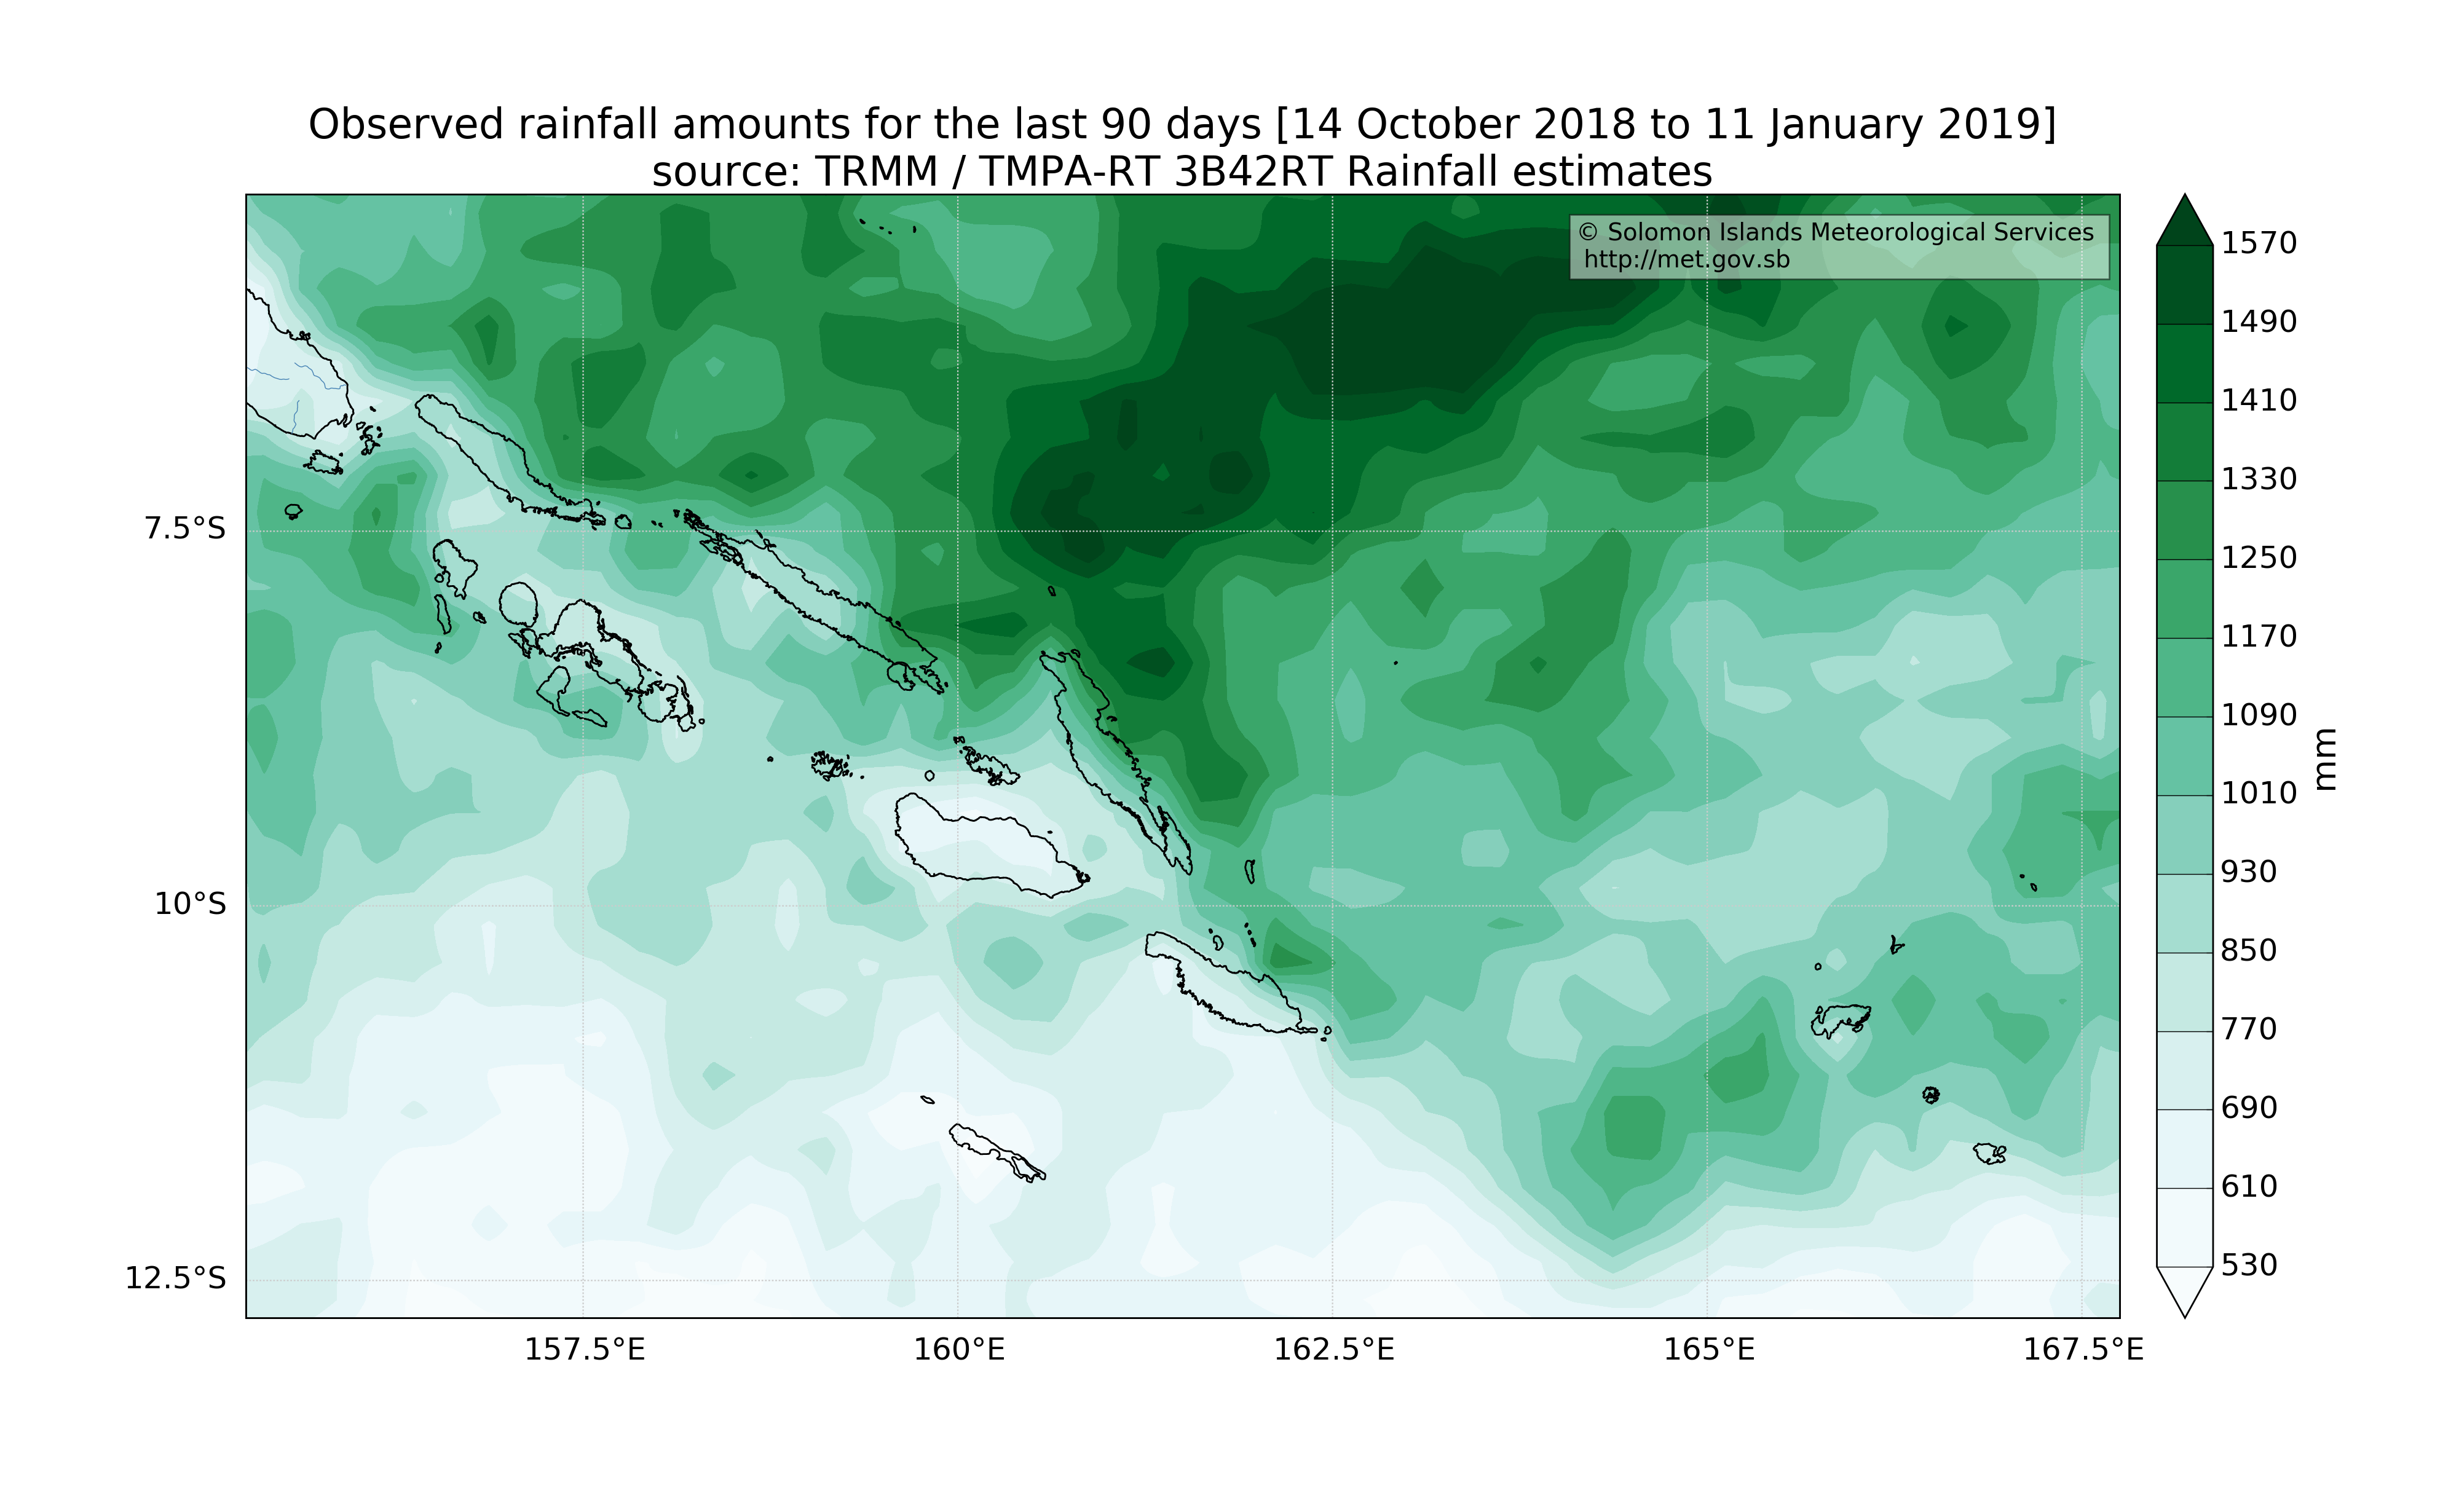 Observed rainfall amounts for the last 90 days [14 October 2018 to 11 January 2019]
source: TRMM / TMPA-RT 3B42RT Rainfall estimates
© Solomon Islands Meteorological Services
http://met.gov.sb
7.5°S
10°S
12.5°S
157.5°E
160°E
162.5°E
165°E
167.5°E
1570
1490
1410
1330
1250
1170
1090
1010
930
850
770
690
610
530
mm